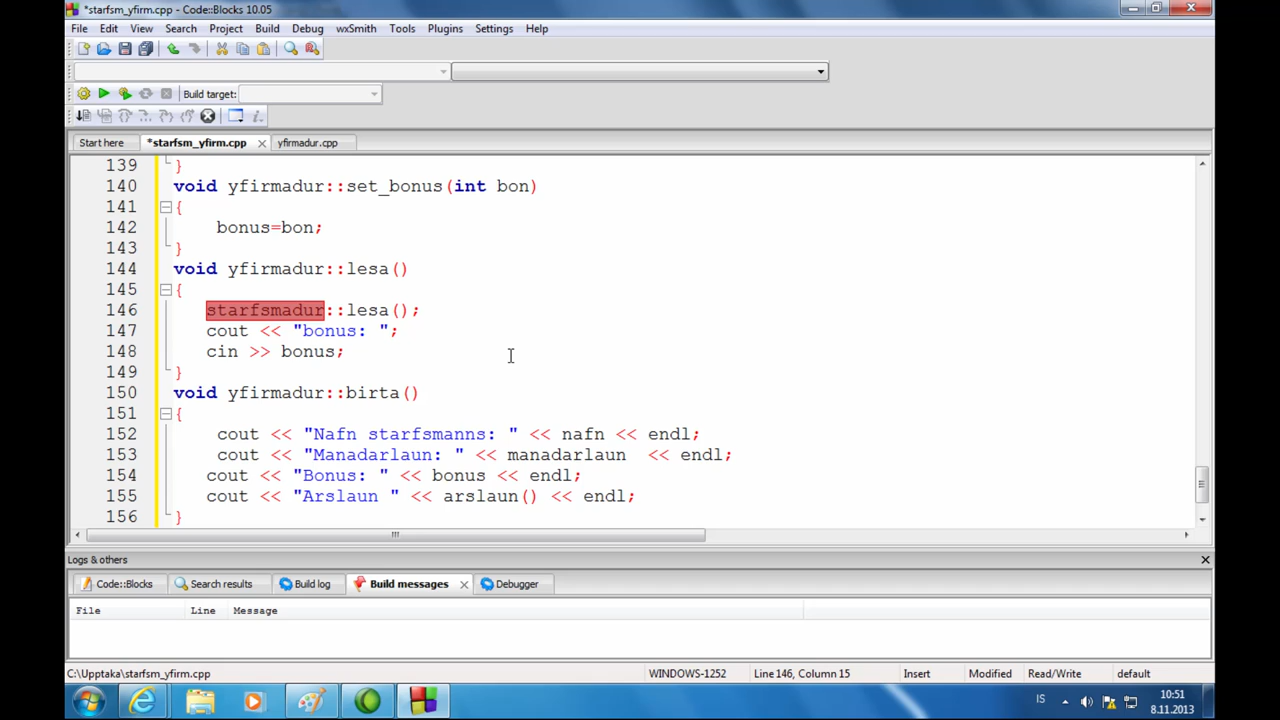 *starfsm_yfirm.cpp - Code::Blocks 10.05
File Edit View Search Project Build Debug wxSmith Tools Plugins Settings Help
Build target:
Start here *starfsm_yfirm.cpp yfirmadur.cpp
139 }
140 void yfirmadur::set_bonus(int bon)
141 {
142 bonus=bon;
143 }
144 void yfirmadur::lesa()
145 {
146 starfsmadur::lesa();
147 cout << "bonus: ";
148 cin >> bonus;
149 }
150 void yfirmadur::birta()
151 {
152 cout << "Nafn starfsmanns: " << nafn << endl;
153 cout << "Manadarlaun: " << manadarlaun << endl;
154 cout << "Bonus: " << bonus << endl;
155 cout << "Arslaun " << arslaun() << endl;
156 }
Logs & others
Code::Blocks Search results Build log Build messages Debugger
File Line Message
C:\Upptaka\starfsm_yfirm.cpp WINDOWS-1252 Line 146, Column 15 Insert Modified Read/Write default
IS 10:51
8.11.2013